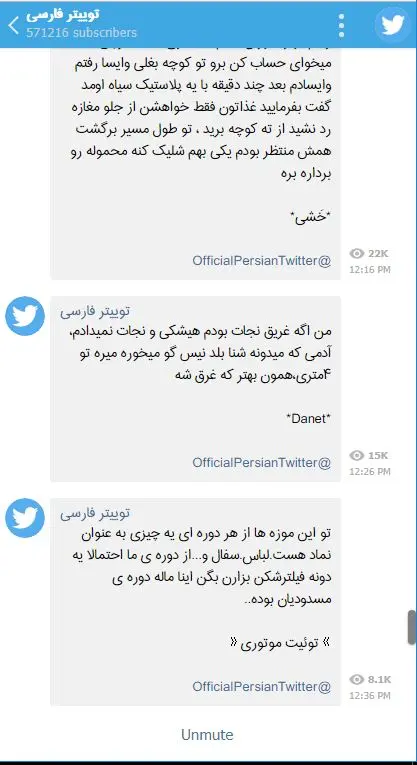 توییتر فارسی
571216 subscribers
میخوای حساب کن برو تو کوچه بغلی وایسا رفتم
وایسادم بعد چند دقیقه با یه پلاستیک سیاه اومد
گفت بفرمایید غذاتون فقط خواهشن از جلو مغازه
رد نشید از ته کوچه برید ، تو طول مسیر برگشت
همش منتظر بودم یکی بهم شلیک کنه محموله رو
برداره بره
*خَشی*
OfficialPersianTwitter@
22K
12:16 PM
توییتر فارسی
من اگه غریق نجات بودم هیشکی و نجات نمیدادم،
آدمی که میدونه شنا بلد نیس گو میخوره میره تو
۴متری،همون بهتر که غرق شه
*Danet*
OfficialPersianTwitter@
15K
12:26 PM
توییتر فارسی
تو این موزه ها از هر دوره ای یه چیزی به عنوان
نماد هست.لباس.سفال و...از دوره ی ما احتمالا یه
دونه فیلترشکن بزارن بگن اینا ماله دوره ی
مسدودیان بوده..
» توئیت موتوری «
OfficialPersianTwitter@
8.1K
12:36 PM
Unmute